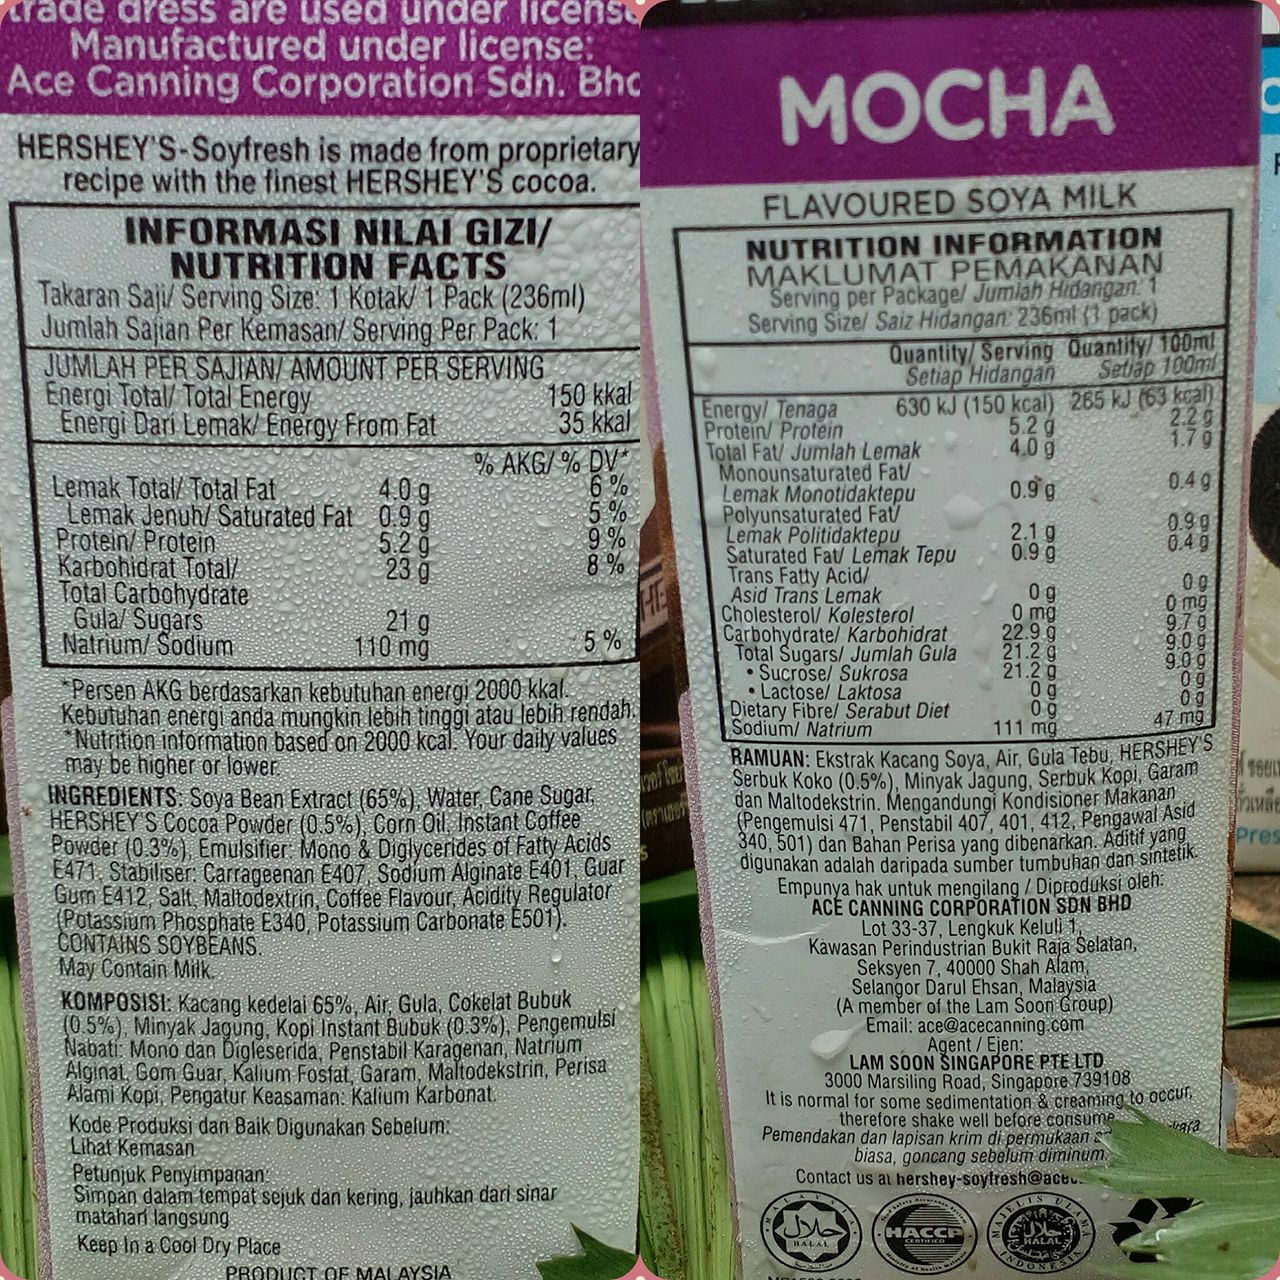 trade dress are used under license
Manufactured under license:
Ace Canning Corporation Sdn. Bhd
HERSHEY'S-Soyfresh is made from proprietary
recipe with the finest HERSHEY'S cocoa.
INFORMASI NILAI GIZI/
NUTRITION FACTS
Takaran Saji/ Serving Size: 1 Kotak/ 1 Pack (236ml)
Jumlah Sajian Per Kemasan/ Serving Per Pack: 1
JUMLAH PER SAJIAN/ AMOUNT PER SERVING
Energi Total/ Total Energy 150 kkal
Energi Dari Lemak/ Energy From Fat 35 kkal
% AKG/ % DV*
Lemak Total/ Total Fat 4.0 g 6 %
Lemak Jenuh/ Saturated Fat 0.9 g 5 %
Protein/ Protein 5.2 g 9 %
Karbohidrat Total/ 23 g 8 %
Total Carbohydrate
Gula/ Sugars 21 g
Natrium/ Sodium 110 mg 5 %
*Persen AKG berdasarkan kebutuhan energi 2000 kkal.
Kebutuhan energi anda mungkin lebih tinggi atau lebih rendah.
*Nutrition information based on 2000 kcal. Your daily values
may be higher or lower.
INGREDIENTS: Soya Bean Extract (65%), Water, Cane Sugar,
HERSHEY'S Cocoa Powder (0.5%), Corn Oil, Instant Coffee
Powder (0.3%), Emulsifier: Mono & Diglycerides of Fatty Acids
E471, Stabiliser: Carrageenan E407, Sodium Alginate E401, Guar
Gum E412, Salt, Maltodextrin, Coffee Flavour, Acidity Regulator
(Potassium Phosphate E340, Potassium Carbonate E501).
CONTAINS SOYBEANS.
May Contain Milk.
KOMPOSISI: Kacang kedelai 65%, Air, Gula, Cokelat Bubuk
(0.5%), Minyak Jagung, Kopi Instant Bubuk (0.3%), Pengemulsi
Nabati: Mono dan Digleserida, Penstabil Karagenan, Natrium
Alginat, Gom Guar, Kalium Fosfat, Garam, Maltodekstrin, Perisa
Alami Kopi, Pengatur Keasaman: Kalium Karbonat.
Kode Produksi dan Baik Digunakan Sebelum:
Lihat Kemasan
Petunjuk Penyimpanan:
Simpan dalam tempat sejuk dan kering, jauhkan dari sinar
matahari langsung
Keep In a Cool Dry Place
PRODUCT OF MALAYSIA
MOCHA
FLAVOURED SOYA MILK
NUTRITION INFORMATION
MAKLUMAT PEMAKANAN
Serving per Package/ Jumlah Hidangan: 1
Serving Size/ Saiz Hidangan: 236ml (1 pack)
Quantity/ Serving Quantity/ 100ml
Setiap Hidangan Setiap 100ml
Energy/ Tenaga 630 kJ (150 kcal) 265 kJ (63 kcal)
Protein/ Protein 5.2 g 2.2 g
Total Fat/ Jumlah Lemak 4.0 g 1.7 g
Monounsaturated Fat/
Lemak Monotidaktepu 0.9 g 0.4 g
Polyunsaturated Fat/
Lemak Politidaktepu 2.1 g 0.9 g
Saturated Fat/ Lemak Tepu 0.9 g 0.4 g
Trans Fatty Acid/
Asid Trans Lemak 0 g 0 g
Cholesterol/ Kolesterol 0 mg 0 mg
Carbohydrate/ Karbohidrat 22.9 g 9.7 g
Total Sugars/ Jumlah Gula 21.2 g 9.0 g
• Sucrose/ Sukrosa 21.2 g 9.0 g
• Lactose/ Laktosa 0 g 0 g
Dietary Fibre/ Serabut Diet 0 g 0 g
Sodium/ Natrium 111 mg 47 mg
RAMUAN: Ekstrak Kacang Soya, Air, Gula Tebu, HERSHEY'S
Serbuk Koko (0.5%), Minyak Jagung, Serbuk Kopi, Garam
dan Maltodekstrin. Mengandungi Kondisioner Makanan
(Pengemulsi 471, Penstabil 407, 401, 412, Pengawal Asid
340, 501) dan Bahan Perisa yang dibenarkan. Aditif yang
digunakan adalah daripada sumber tumbuhan dan sintetik.
Empunya hak untuk mengilang / Diproduksi oleh:
ACE CANNING CORPORATION SDN BHD
Lot 33-37, Lengkuk Keluli 1,
Kawasan Perindustrian Bukit Raja Selatan,
Seksyen 7, 40000 Shah Alam,
Selangor Darul Ehsan, Malaysia
(A member of the Lam Soon Group)
Email: ace@acecanning.com
Agent / Ejen:
LAM SOON SINGAPORE PTE LTD
3000 Marsiling Road, Singapore 739108
It is normal for some sedimentation & creaming to occur,
therefore shake well before consume
Pemendakan dan lapisan krim di permukaan
biasa, goncang sebelum diminum.
Contact us at hershey-soyfresh@ace
MALAYSIA حلال HALAL
HACCP CERTIFIED
MAJELIS ULAMA INDONESIA حلال HALAL
Pres